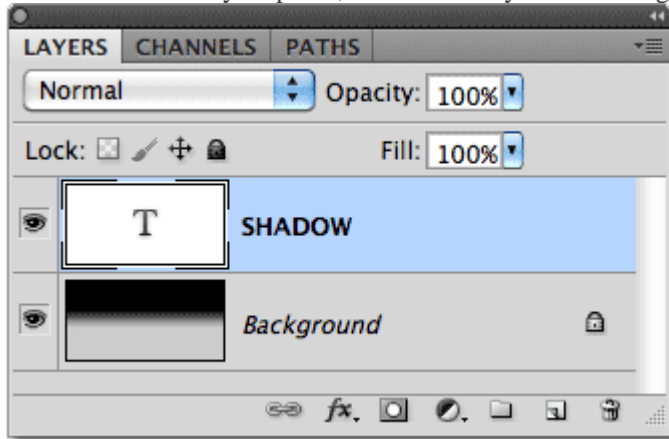 LAYERS CHANNELS PATHS
Normal Opacity: 100%
Lock: Fill: 100%
T SHADOW
Background
fx.